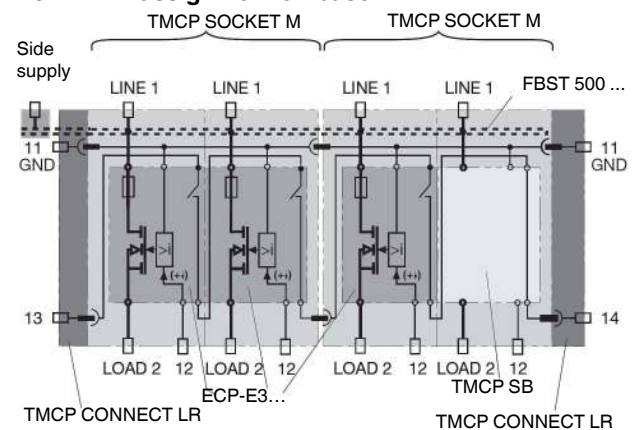 TMCP SOCKET M TMCP SOCKET M
Side
supply
LINE 1 LINE 1 LINE 1 LINE 1
FBST 500 ...
11
GND
11
GND
>i >i >i
(++) (++) (++)
13 14
LOAD 2 12 LOAD 2 12 LOAD 2 12 LOAD 2 12
ECP-E3...
TMCP SB
TMCP CONNECT LR
TMCP CONNECT LR